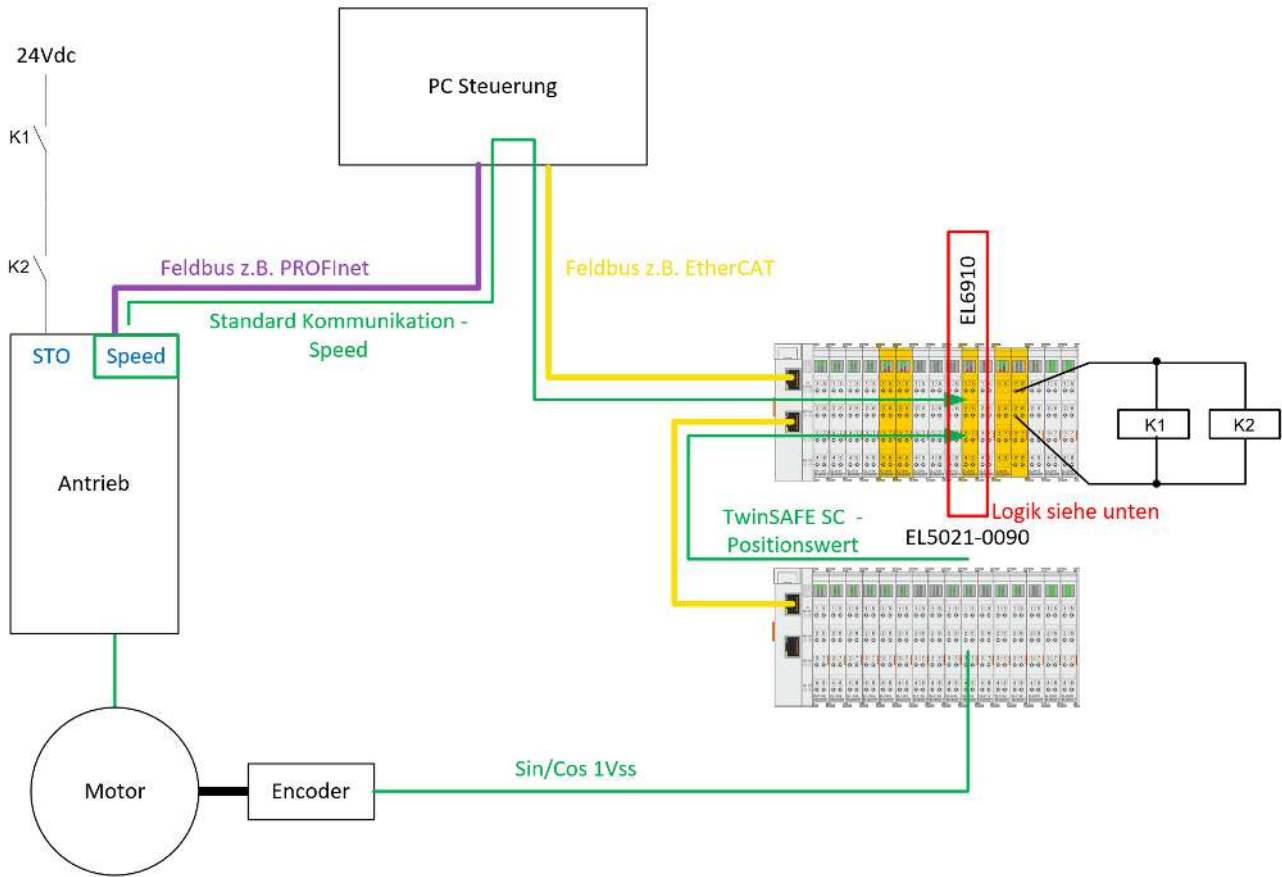 24Vdc
K1
K2
PC Steuerung
Feldbus z.B. PROFInet
Feldbus z.B. EtherCAT
Standard Kommunikation -
Speed
STO
Speed
Antrieb
EL6910
K1
K2
Logik siehe unten
TwinSAFE SC -
Positionswert
EL5021-0090
Sin/Cos 1Vss
Motor
Encoder